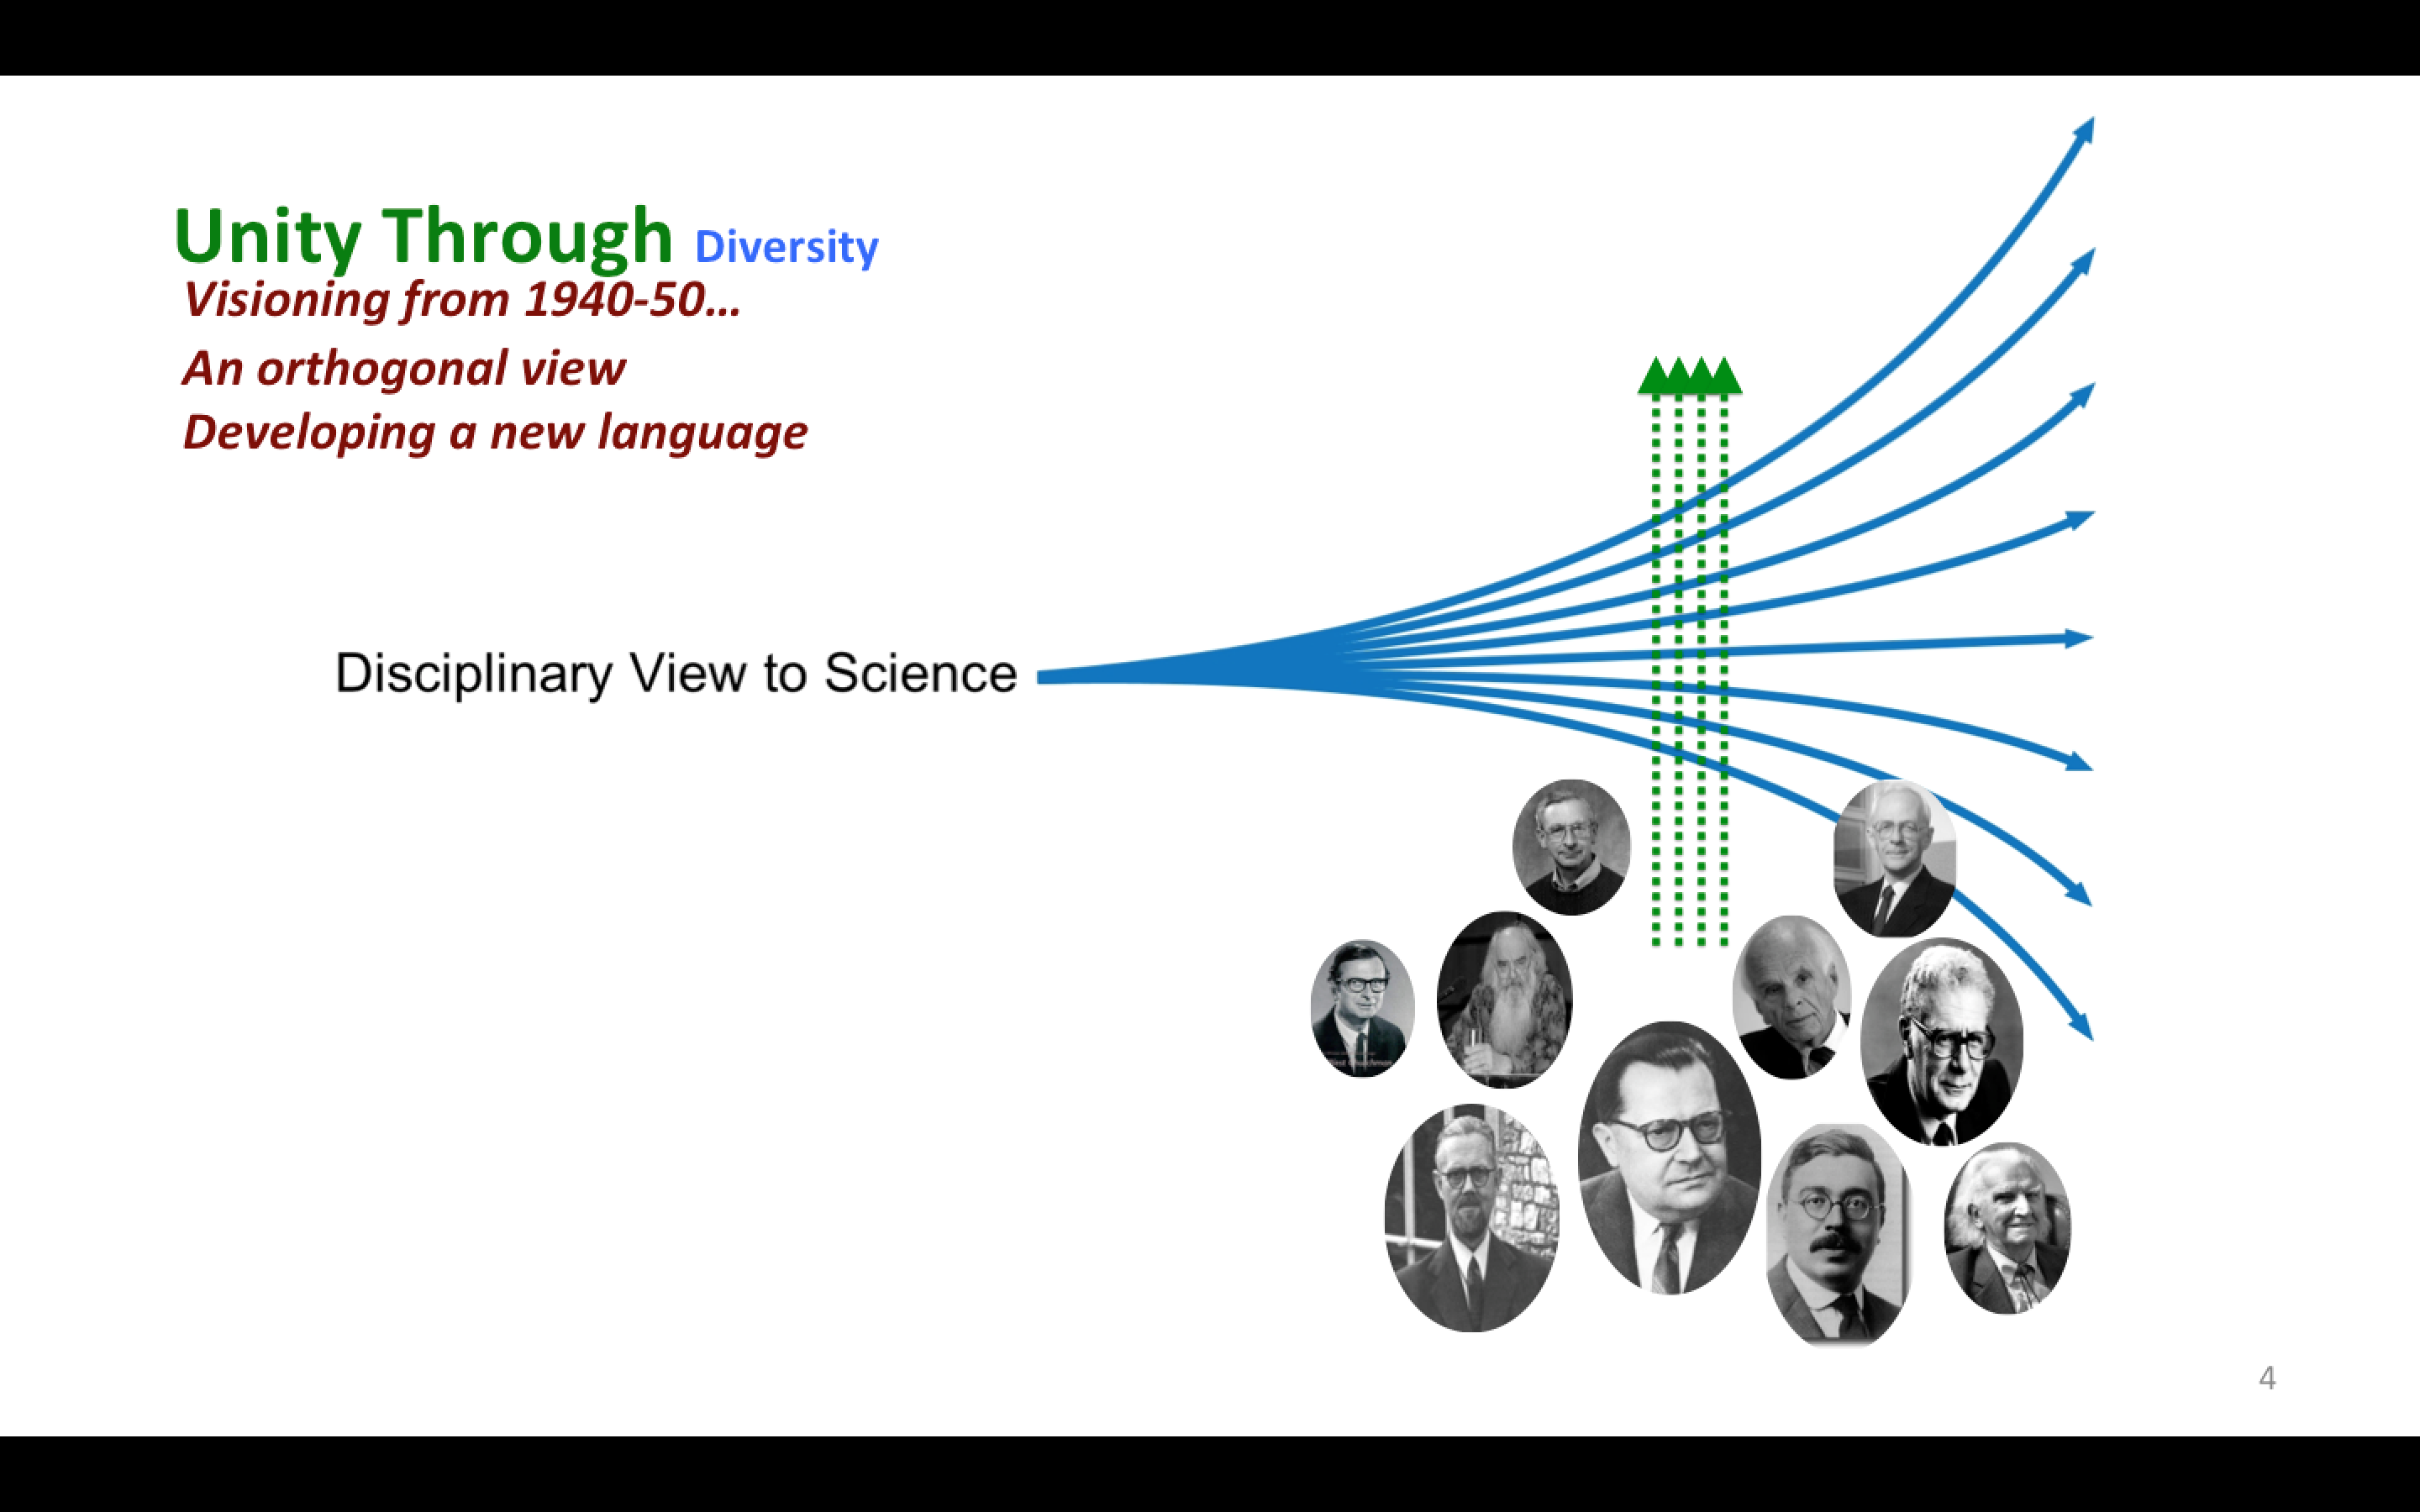 Unity Through Diversity
Visioning from 1940-50...
An orthogonal view
Developing a new language
Disciplinary View to Science
4